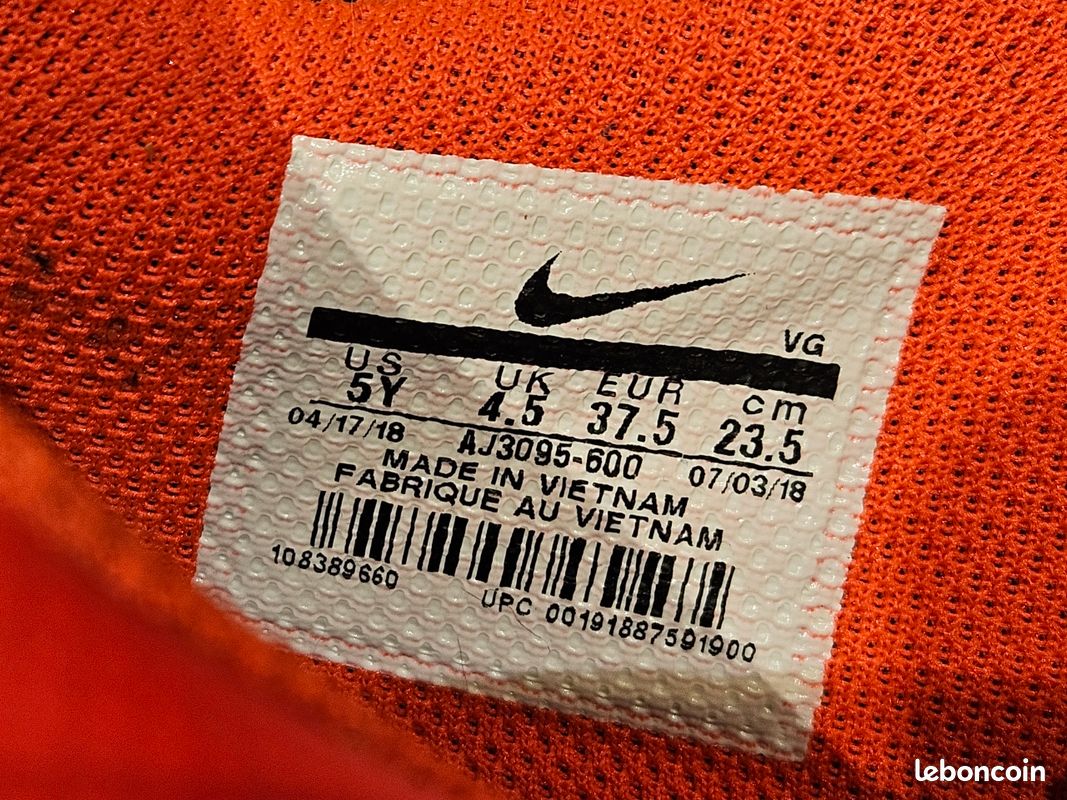 VG
US UK EUR cm
5Y 4.5 37.5 23.5
04/17/18 AJ3095-600 07/03/18
MADE IN VIETNAM
FABRIQUE AU VIETNAM
108389660 UPC 00191887591900
leboncoin